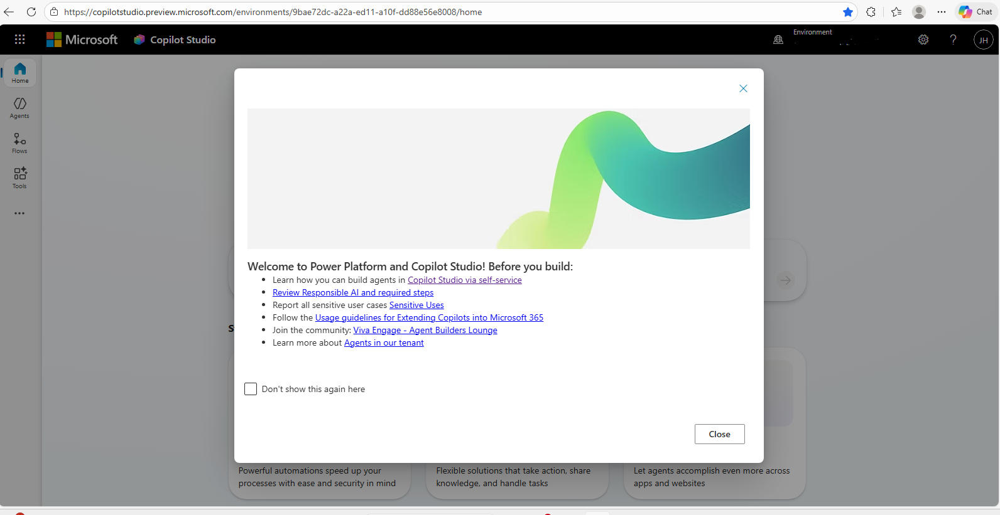 https://copilotstudio.preview.microsoft.com/environments/9bae72dc-a22a-ed11-a10f-dd88e56e8008/home
Chat
Microsoft
Copilot Studio
Environment
JH
Home
Agents
Flows
Tools
Welcome to Power Platform and Copilot Studio! Before you build:
Learn how you can build agents in Copilot Studio via self-service
Review Responsible AI and required steps
Report all sensitive user cases Sensitive Uses
Follow the Usage guidelines for Extending Copilots into Microsoft 365
Join the community: Viva Engage - Agent Builders Lounge
Learn more about Agents in our tenant
Don't show this again here
Close
Powerful automations speed up your
processes with ease and security in mind
Flexible solutions that take action, share
knowledge, and handle tasks
Let agents accomplish even more across
apps and websites